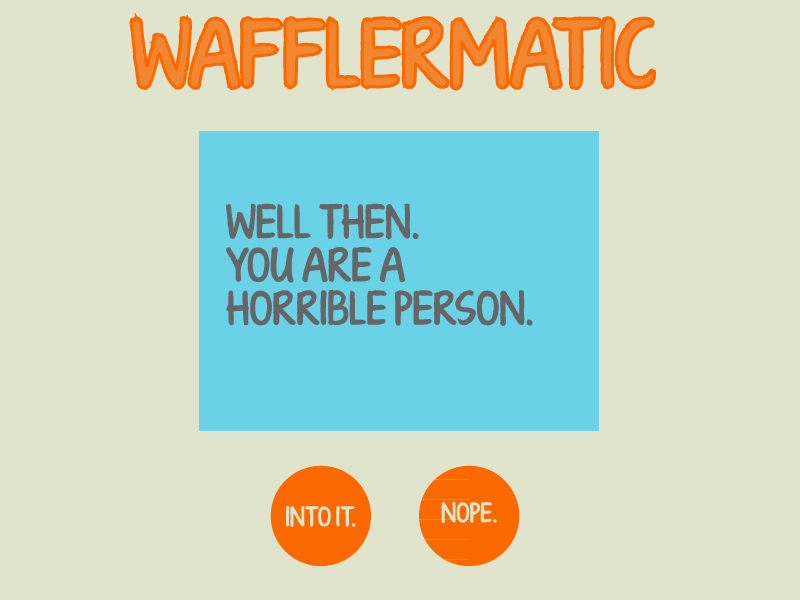 WAFFLERMATIC
WELL THEN.
YOU ARE A
HORRIBLE PERSON.
INTO IT.
NOPE.